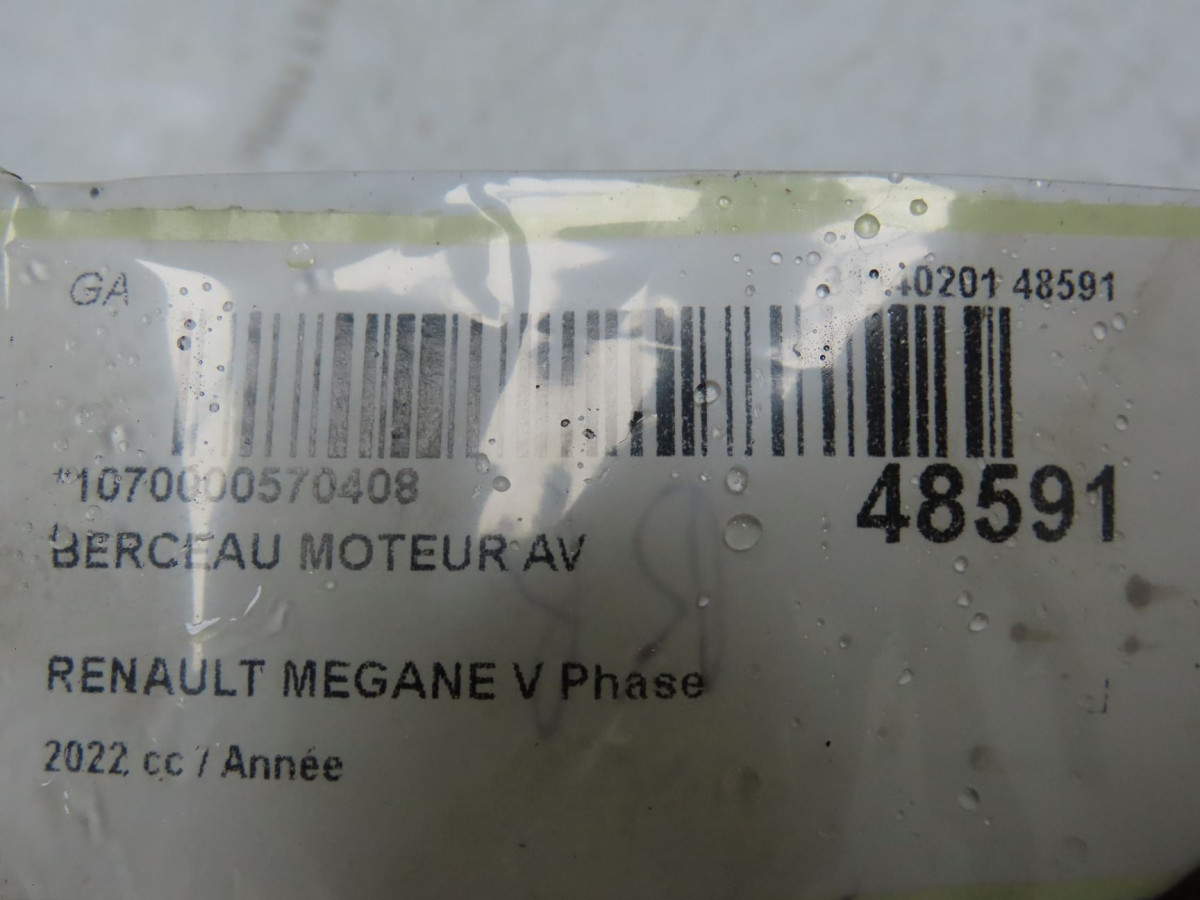 GA
40201 48591
*1070000570408
48591
BERCEAU MOTEUR AV
RENAULT MEGANE V Phase
2022 cc / Année